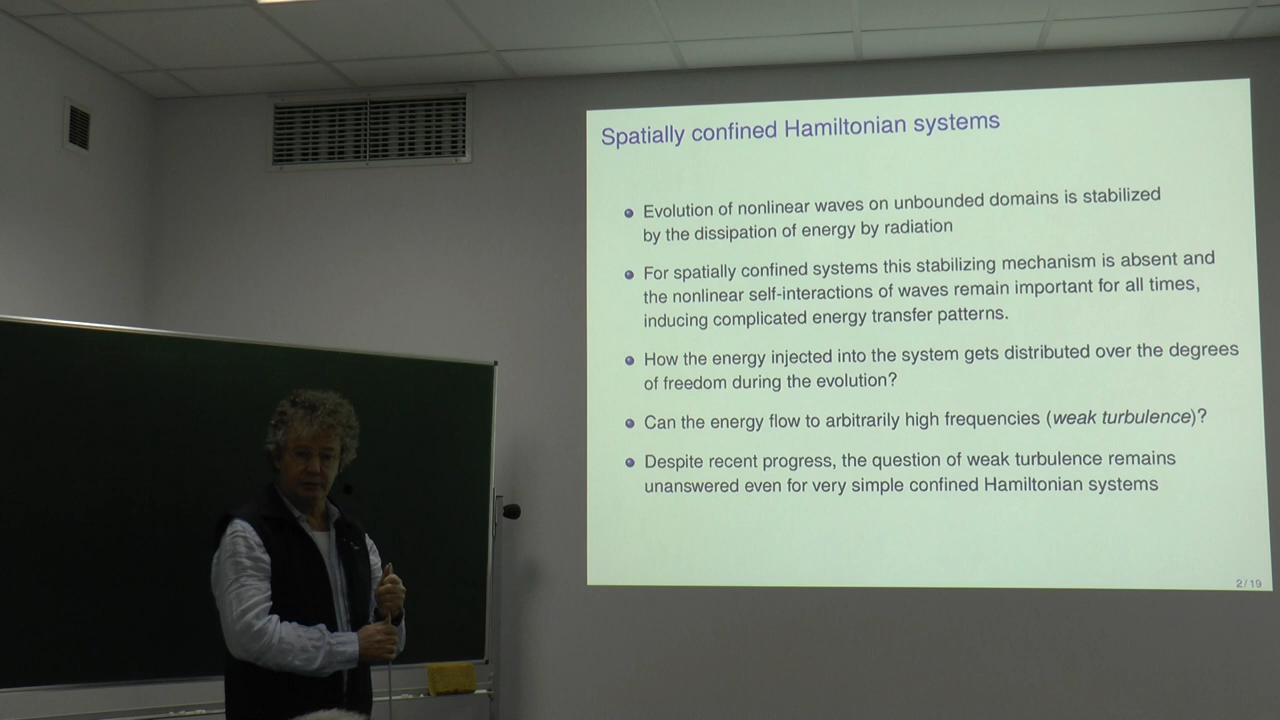 Spatially confined Hamiltonian systems
Evolution of nonlinear waves on unbounded domains is stabilized
by the dissipation of energy by radiation
For spatially confined systems this stabilizing mechanism is absent and
the nonlinear self-interactions of waves remain important for all times,
inducing complicated energy transfer patterns.
How the energy injected into the system gets distributed over the degrees
of freedom during the evolution?
Can the energy flow to arbitrarily high frequencies (weak turbulence)?
Despite recent progress, the question of weak turbulence remains
unanswered even for very simple confined Hamiltonian systems
2/19